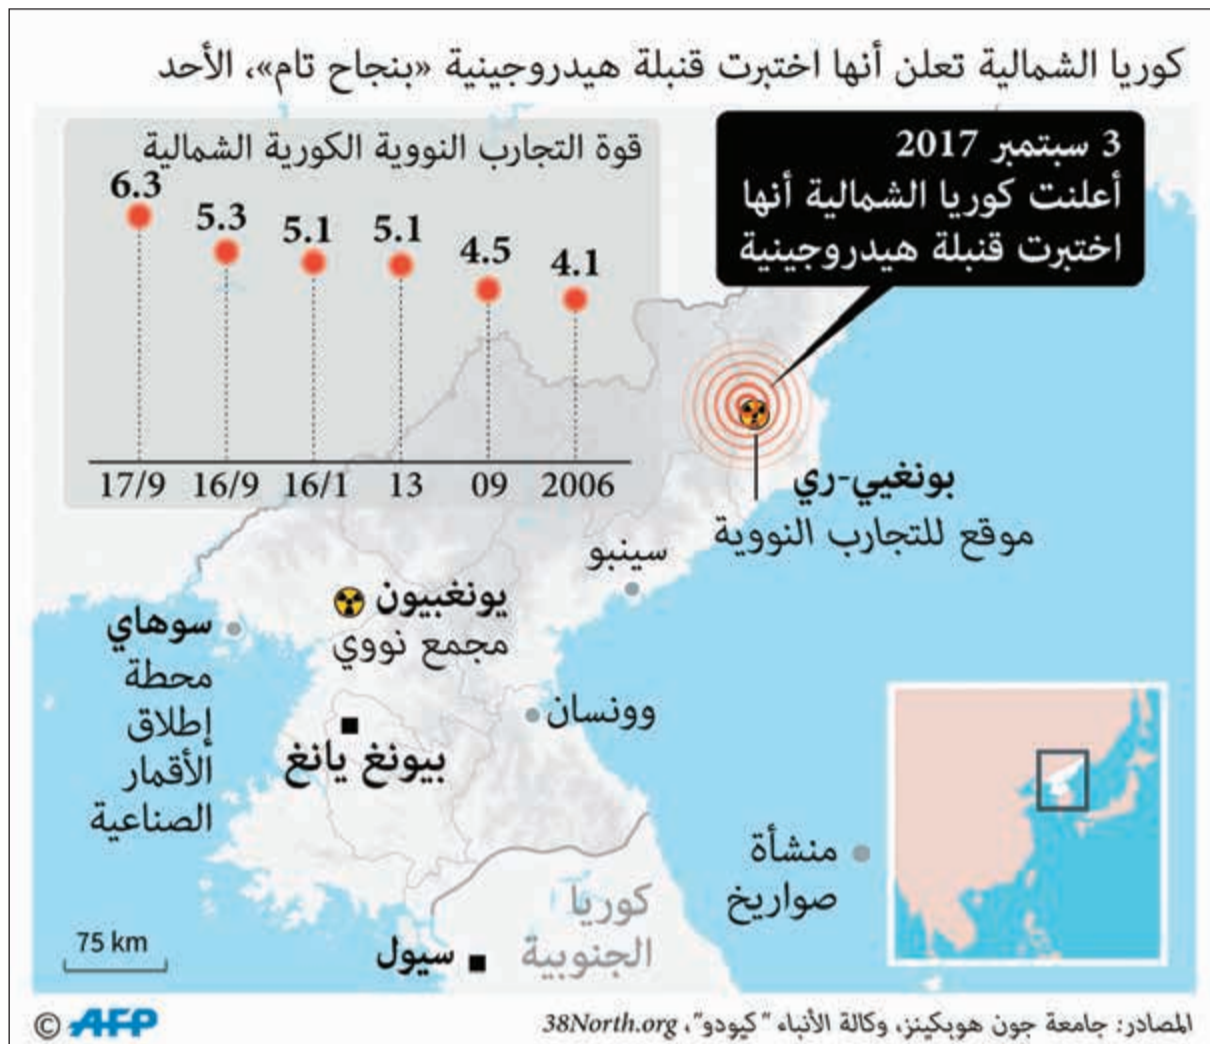 كوريا الشمالية تعلن أنها اختبرت قنبلة هيدروجينية «بنجاح تام»، الأحد
3 سبتمبر 2017
أعلنت كوريا الشمالية أنها
اختبرت قنبلة هيدروجينية
قوة التجارب النووية الكورية الشمالية
4.1
4.5
5.1
5.1
5.3
6.3
2006
09
13
16/1
16/9
17/9
بونغيي-ري
موقع للتجارب النووية
سينبو
يونغبيون
مجمع نووي
سوهاي
محطة
إطلاق
الأقمار
الصناعية
وونسان
بيونغ يانغ
منشأة
صواريخ
كوريا
الجنوبية
سيول
75 km
المصادر: جامعة جون هوبكينز، وكالة الأنباء "كيودو"، 38North.org
© AFP